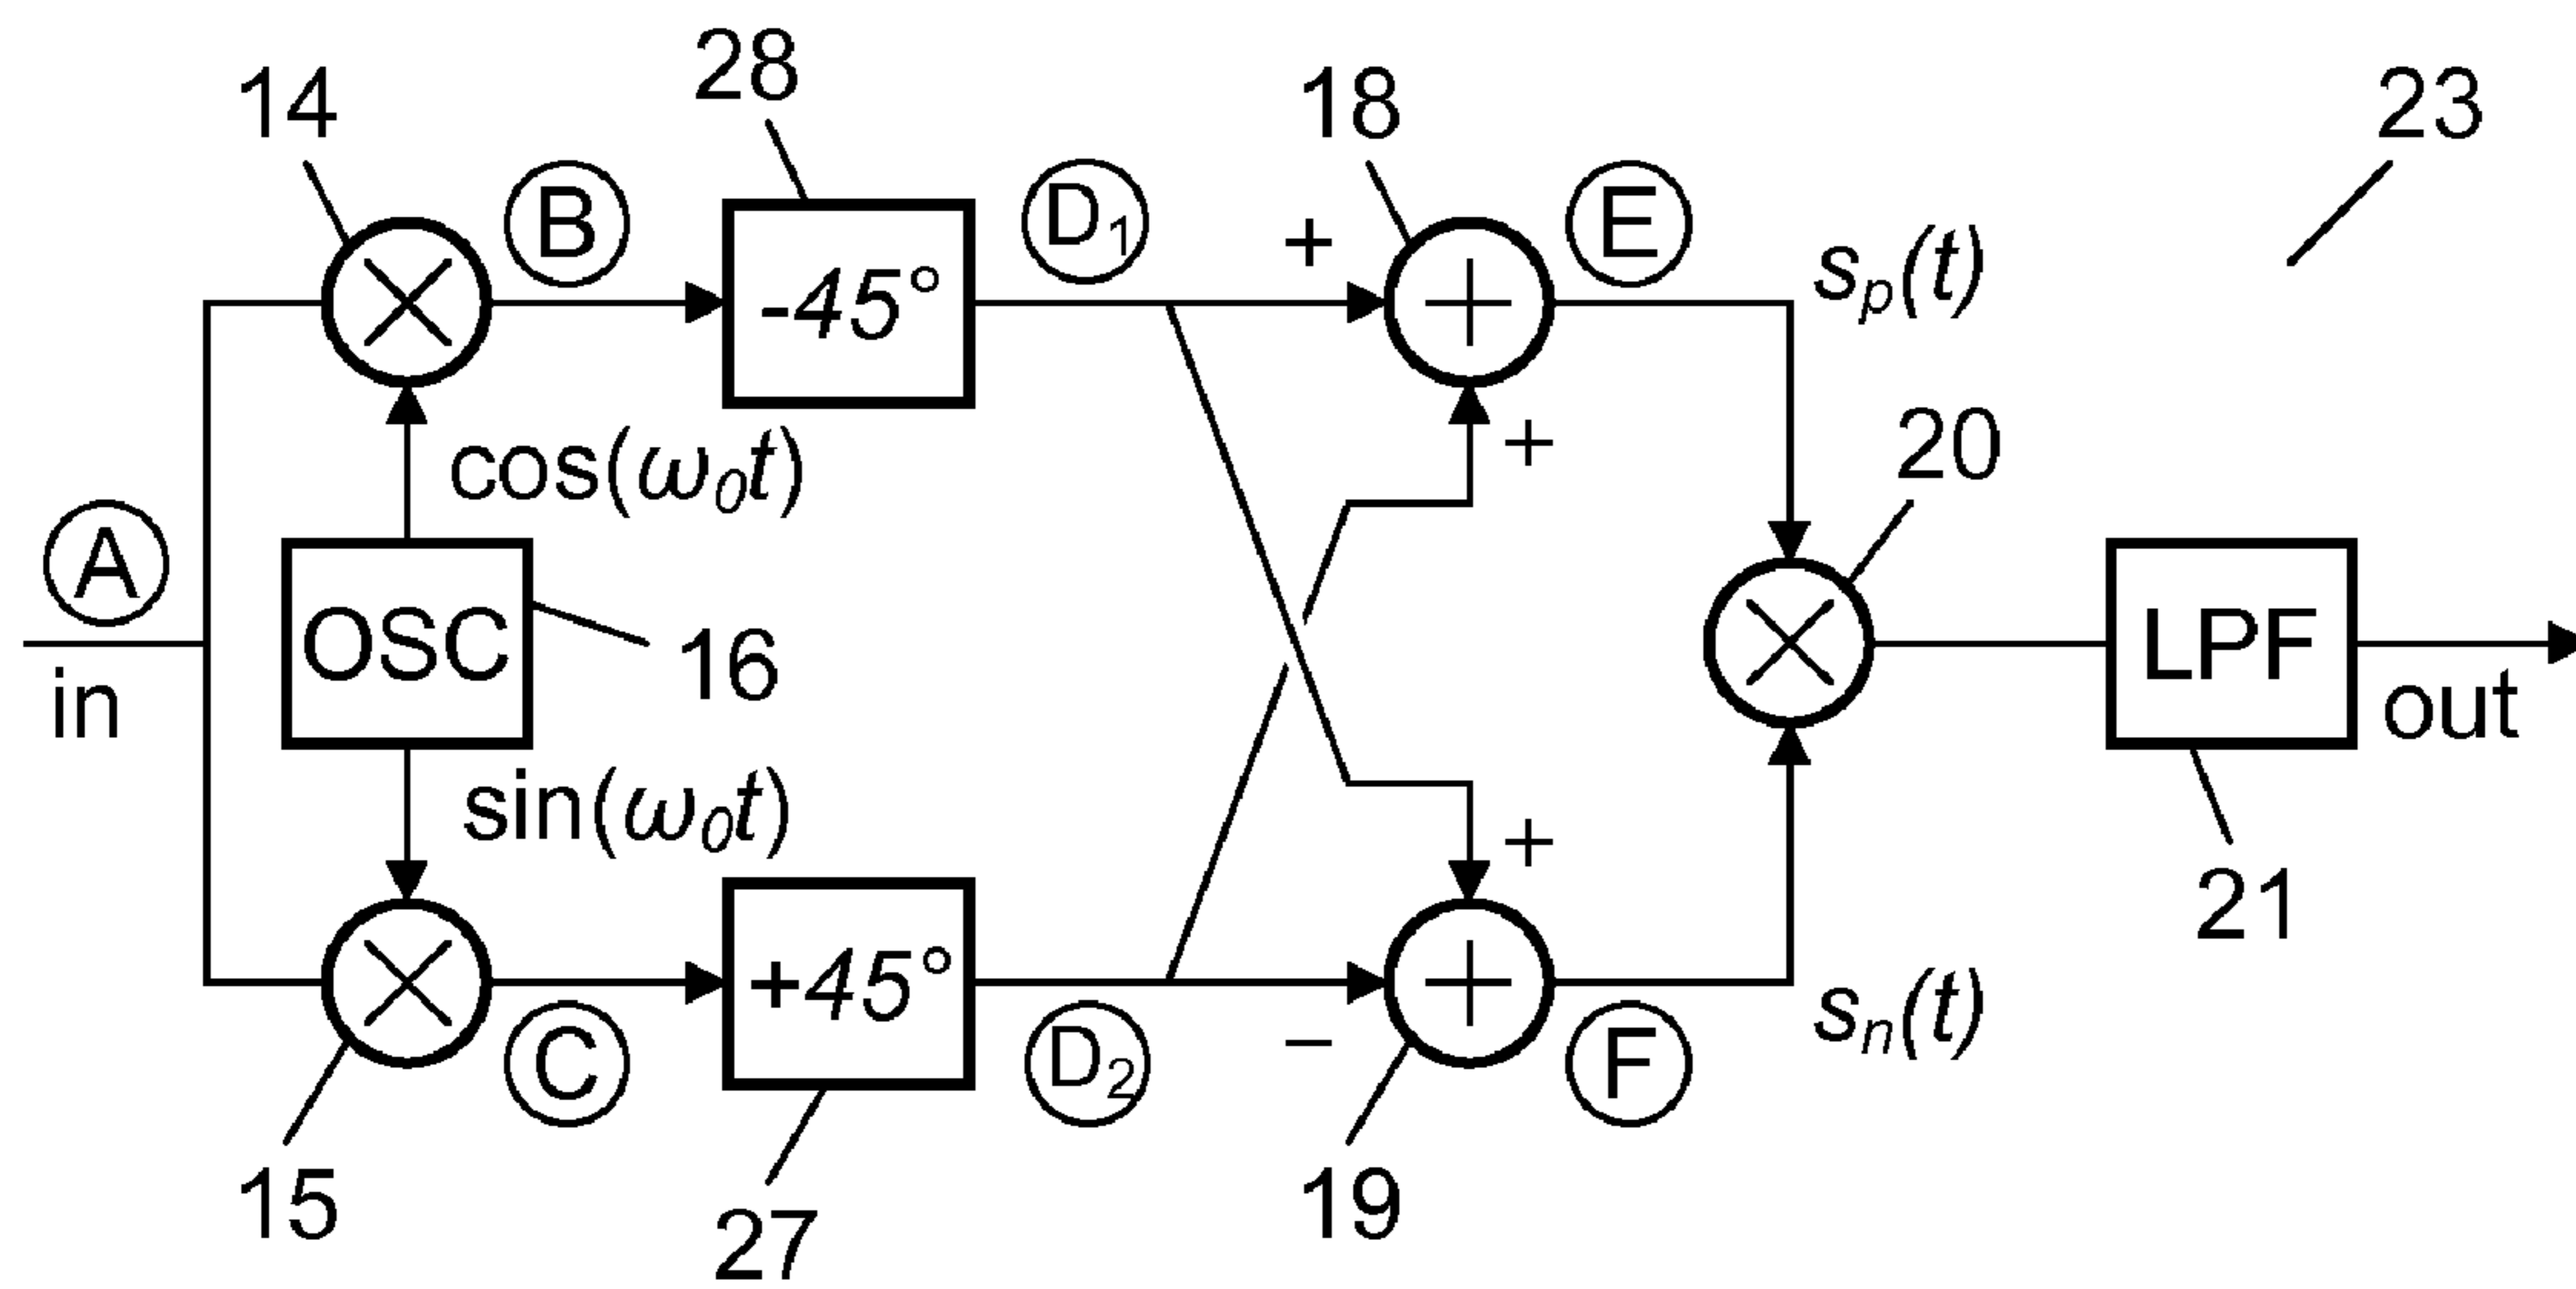 28
14
18
23
B
D₁
+
E
sₚ(t)
-45°
+
20
cos(ω₀t)
A
OSC
in
16
LPF
out
sin(ω₀t)
+
21
+45°
−
sₙ(t)
C
D₂
F
15
27
19